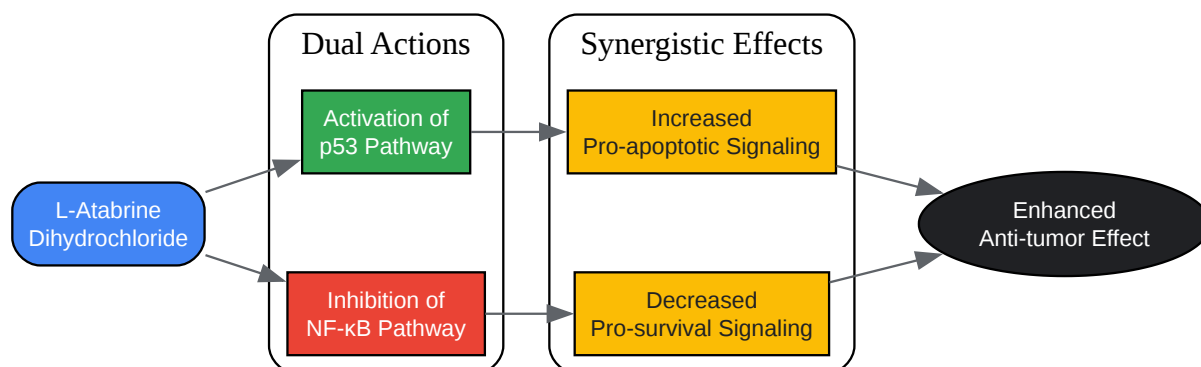 Dual Actions
Synergistic Effects
Activation of
p53 Pathway
Increased
Pro-apoptotic Signaling
L-Atabrine
Dihydrochloride
Enhanced
Anti-tumor Effect
Inhibition of
NF-κB Pathway
Decreased
Pro-survival Signaling